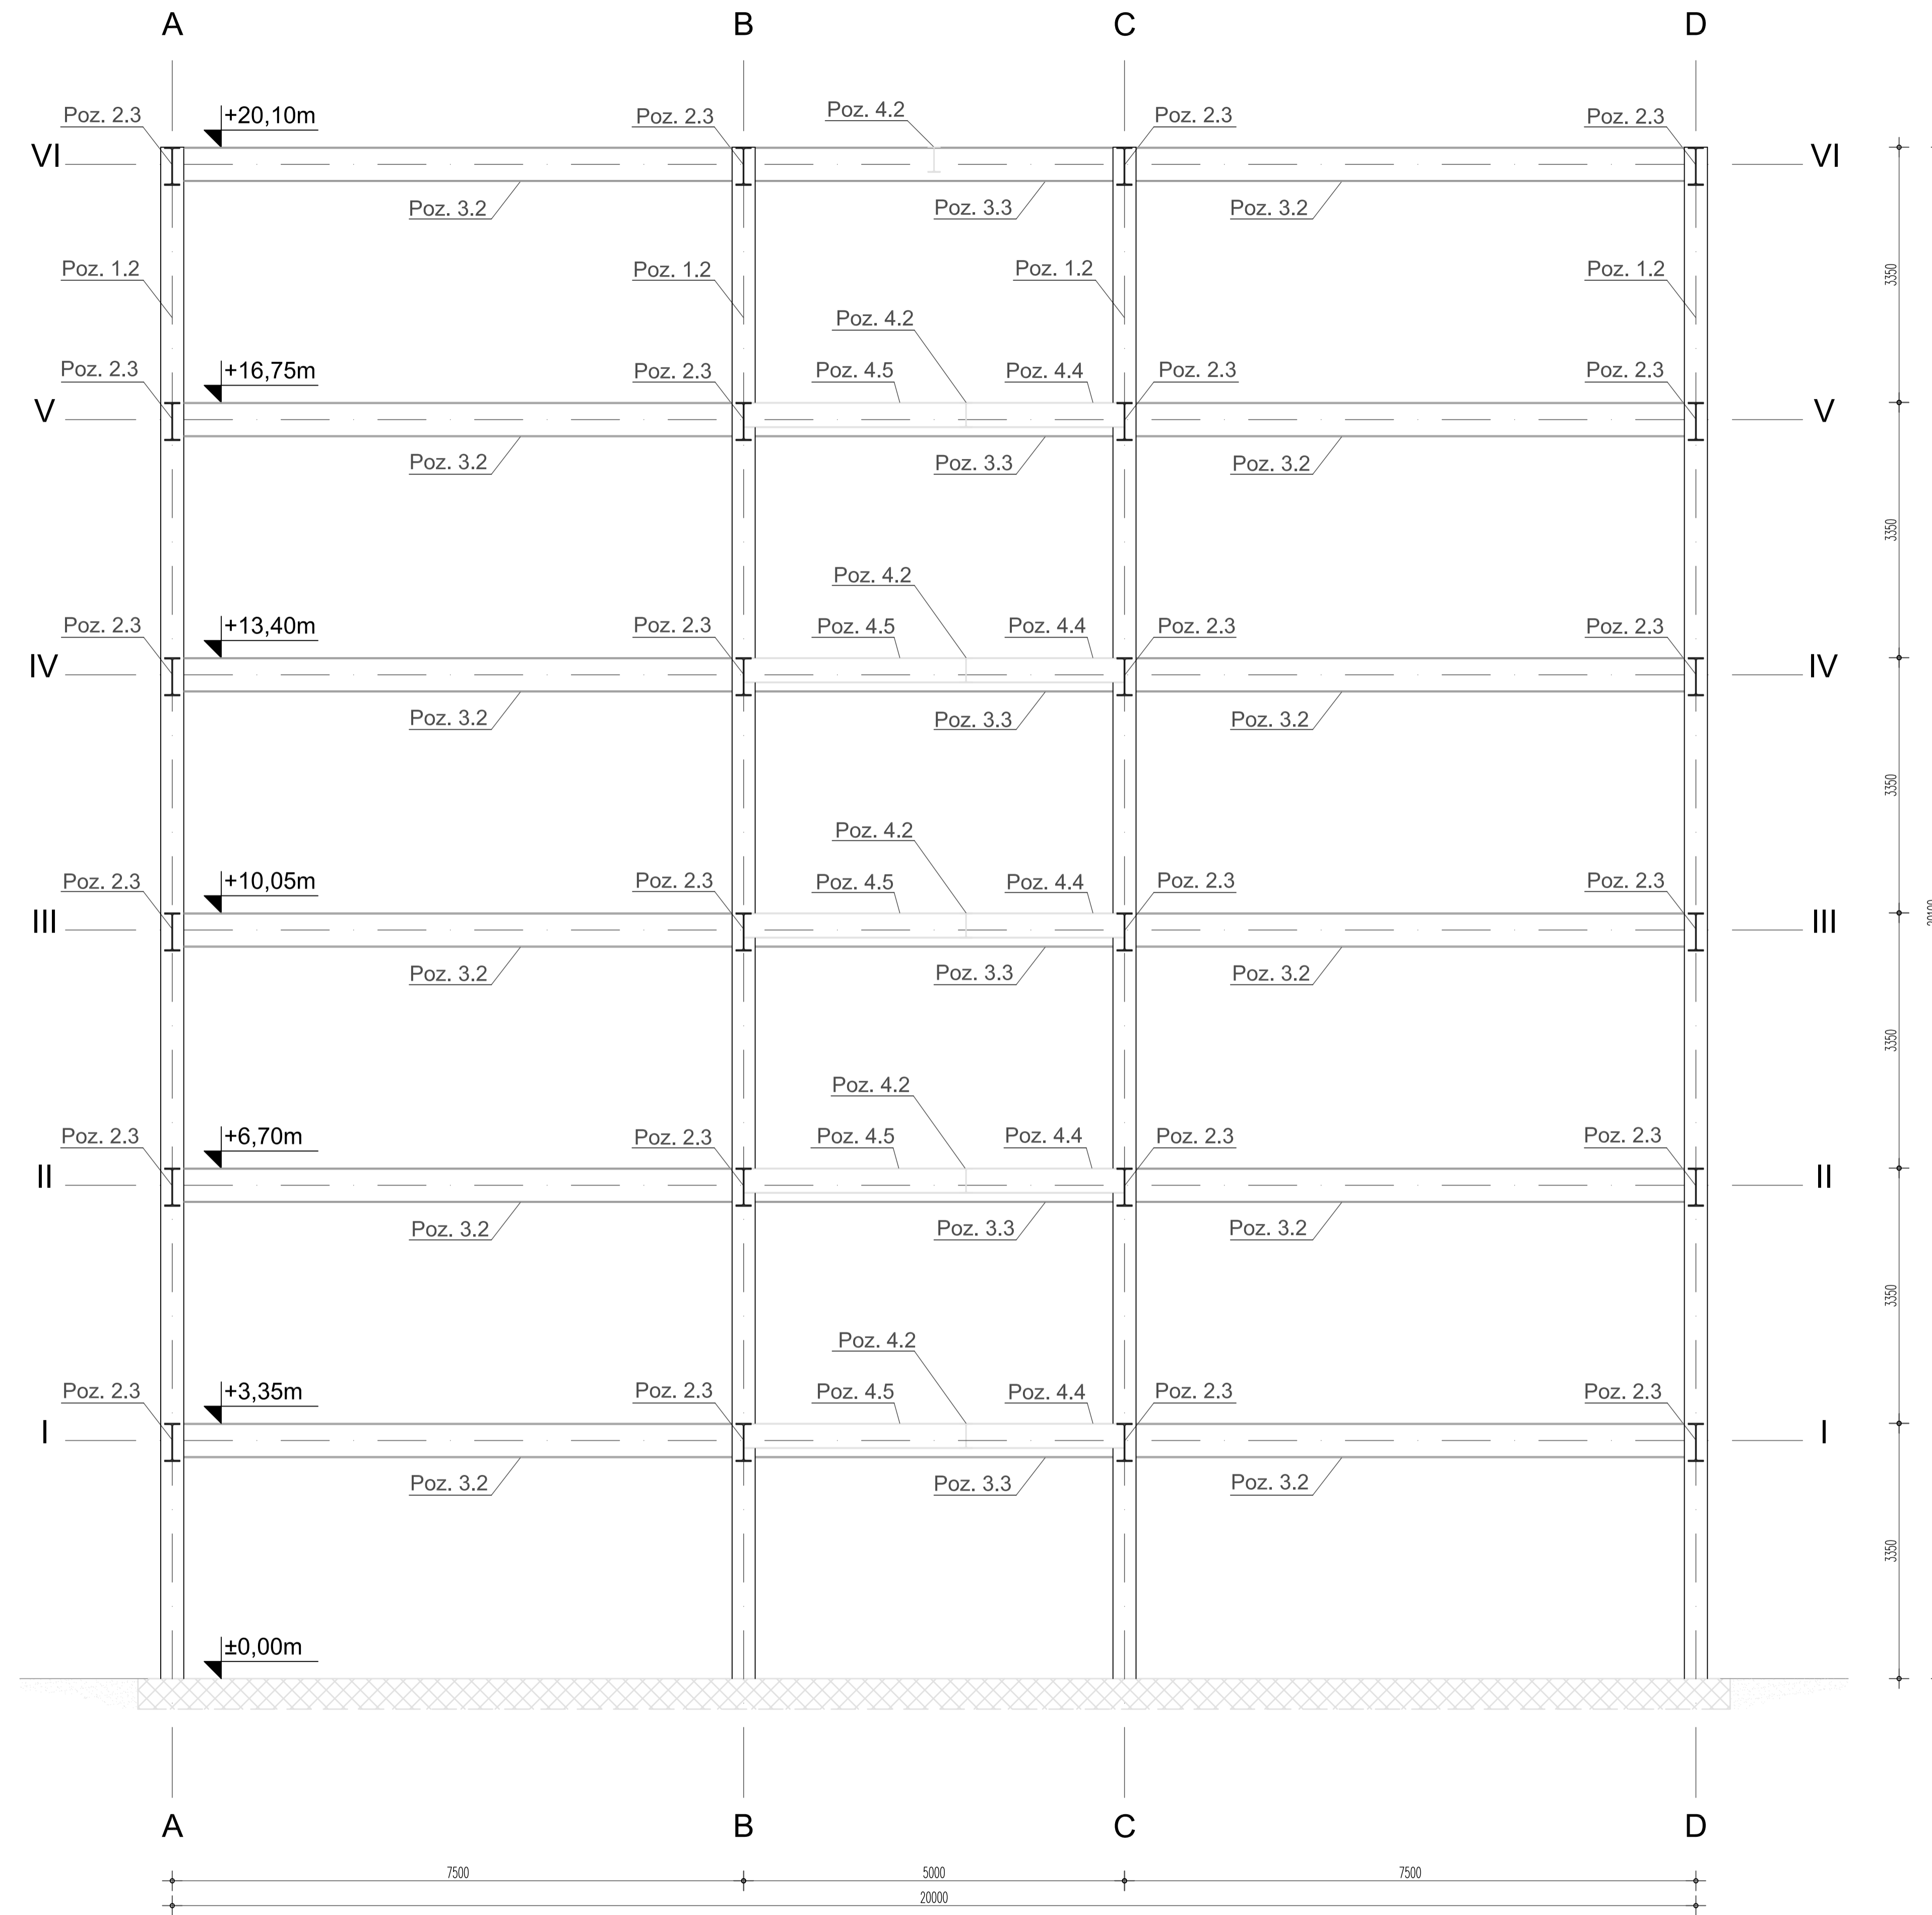 A B C D
Poz. 2.3 +20,10m Poz. 2.3 Poz. 4.2 Poz. 2.3 Poz. 2.3
VI VI
Poz. 3.2 Poz. 3.3 Poz. 3.2
Poz. 1.2 Poz. 1.2 Poz. 1.2 Poz. 1.2
3350
Poz. 4.2
Poz. 2.3 +16,75m Poz. 2.3 Poz. 4.5 Poz. 4.4 Poz. 2.3 Poz. 2.3
V V
Poz. 3.2 Poz. 3.3 Poz. 3.2
3350
Poz. 4.2
Poz. 2.3 +13,40m Poz. 2.3 Poz. 4.5 Poz. 4.4 Poz. 2.3 Poz. 2.3
IV IV
Poz. 3.2 Poz. 3.3 Poz. 3.2
3350
Poz. 4.2
Poz. 2.3 +10,05m Poz. 2.3 Poz. 4.5 Poz. 4.4 Poz. 2.3 Poz. 2.3
III III
Poz. 3.2 Poz. 3.3 Poz. 3.2
3350
Poz. 4.2
Poz. 2.3 +6,70m Poz. 2.3 Poz. 4.5 Poz. 4.4 Poz. 2.3 Poz. 2.3
II II
Poz. 3.2 Poz. 3.3 Poz. 3.2
3350
Poz. 4.2
Poz. 2.3 +3,35m Poz. 2.3 Poz. 4.5 Poz. 4.4 Poz. 2.3 Poz. 2.3
I I
Poz. 3.2 Poz. 3.3 Poz. 3.2
3350
±0,00m
A B C D
7500 5000 7500
20000